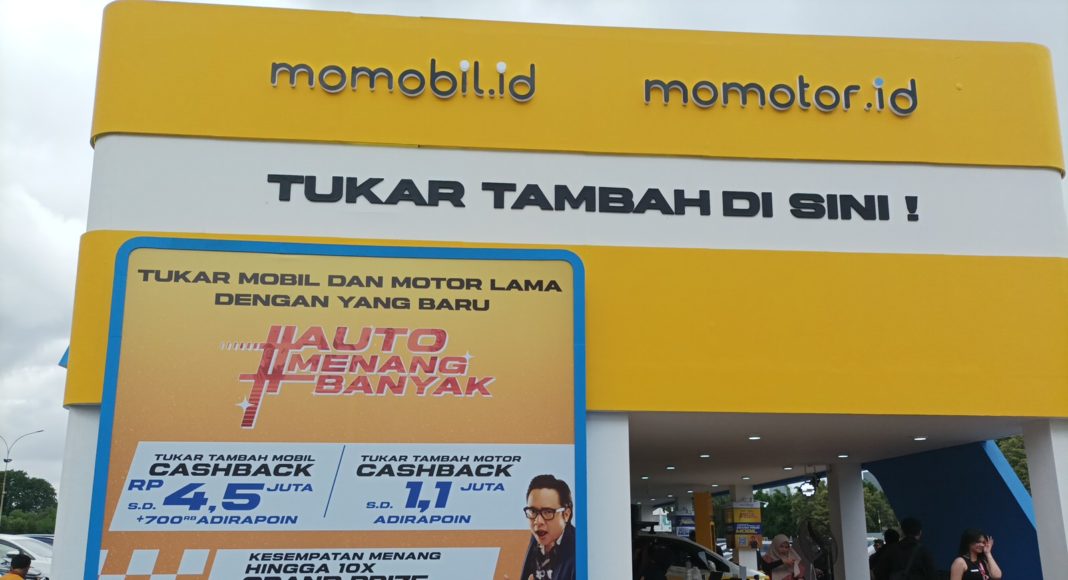 momobil.id
momotor.id
TUKAR TAMBAH DI SINI !
TUKAR MOBIL DAN MOTOR LAMA
DENGAN YANG BARU
#AUTO
MENANG
BANYAK
TUKAR TAMBAH MOBIL
CASHBACK
RP
S.D. 4,5 JUTA
+700RB ADIRAPOIN
TUKAR TAMBAH MOTOR
CASHBACK
S.D. 1,1 JUTA
ADIRAPOIN
KESEMPATAN MENANG
HINGGA 10X
GRAND PRIZE